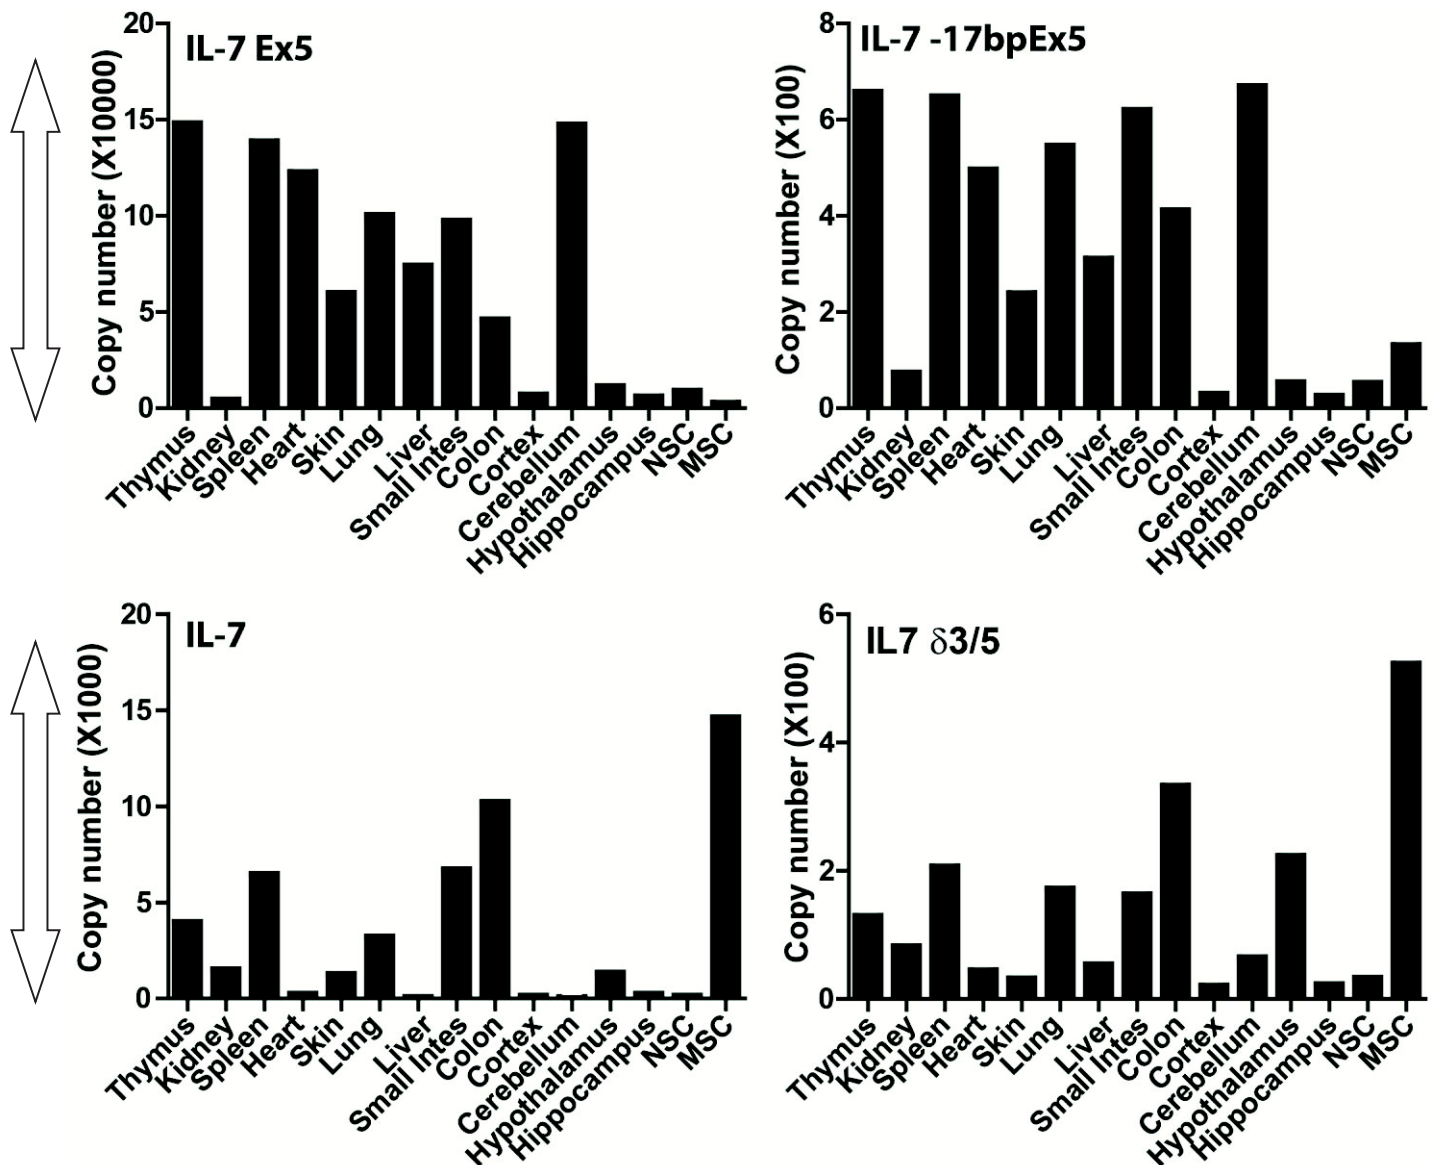 IL-7 Ex5
Copy number (X10000)
20
15
10
5
0
Thymus
Kidney
Spleen
Heart
Skin
Lung
Liver
Small Intes
Colon
Cortex
Cerebellum
Hypothalamus
Hippocampus
NSC
MSC
IL-7 -17bpEx5
Copy number (X100)
8
6
4
2
0
Thymus
Kidney
Spleen
Heart
Skin
Lung
Liver
Small Intes
Colon
Cortex
Cerebellum
Hypothalamus
Hippocampus
NSC
MSC
IL-7
Copy number (X1000)
20
15
10
5
0
Thymus
Kidney
Spleen
Heart
Skin
Lung
Liver
Small Intes
Colon
Cortex
Cerebellum
Hypothalamus
Hippocampus
NSC
MSC
IL7 δ3/5
Copy number (X100)
6
4
2
0
Thymus
Kidney
Spleen
Heart
Skin
Lung
Liver
Small Intes
Colon
Cortex
Cerebellum
Hypothalamus
Hippocampus
NSC
MSC